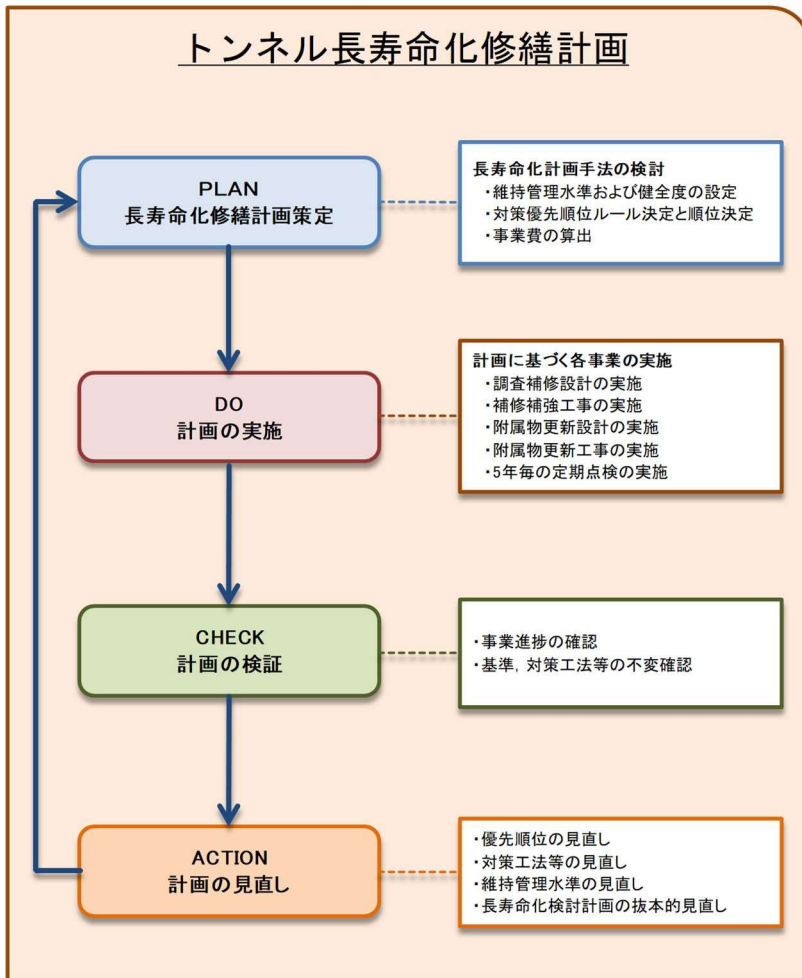 トンネル長寿命化修繕計画
PLAN
長寿命化修繕計画策定
長寿命化計画手法の検討
・維持管理水準および健全度の設定
・対策優先順位ルール決定と順位決定
・事業費の算出
DO
計画の実施
計画に基づく各事業の実施
・調査補修設計の実施
・補修補強工事の実施
・附属物更新設計の実施
・附属物更新工事の実施
・5年毎の定期点検の実施
CHECK
計画の検証
・事業進捗の確認
・基準，対策工法等の不変確認
ACTION
計画の見直し
・優先順位の見直し
・対策工法等の見直し
・維持管理水準の見直し
・長寿命化検討計画の抜本的見直し